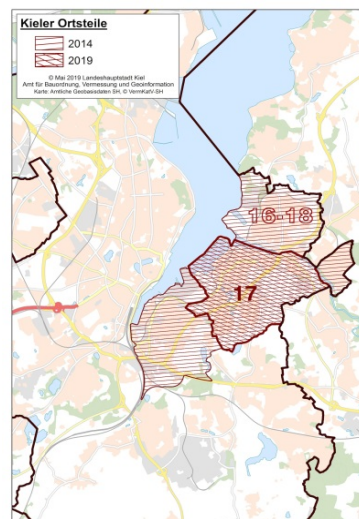 Kieler Ortsteile
2014
2019
© Mai 2019 Landeshauptstadt Kiel
Amt für Bauordnung, Vermessung und Geoinformation
Karte: Amtliche Geobasisdaten SH, © VermKatV-SH
16-18
17